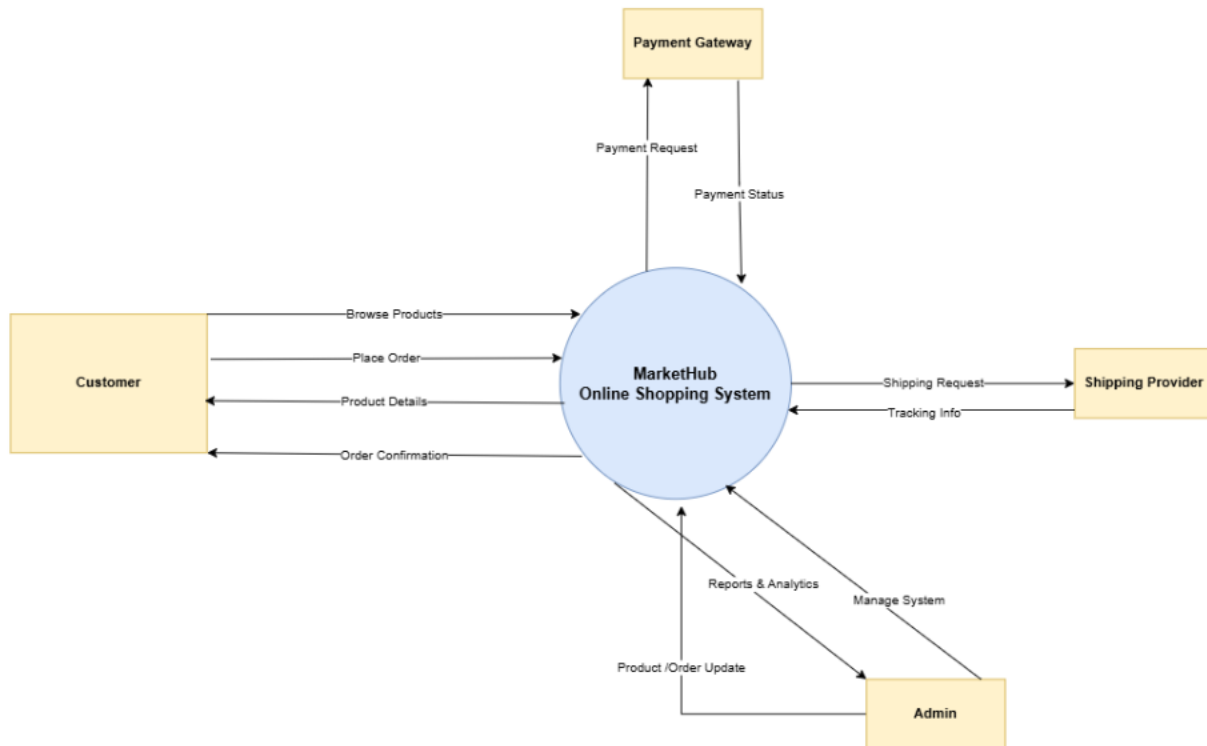 Payment Gateway
Payment Request
Payment Status
Browse Products
Place Order
Customer
Product Details
Order Confirmation
MarketHub
Online Shopping System
Shipping Request
Shipping Provider
Tracking Info
Reports & Analytics
Manage System
Product /Order Update
Admin